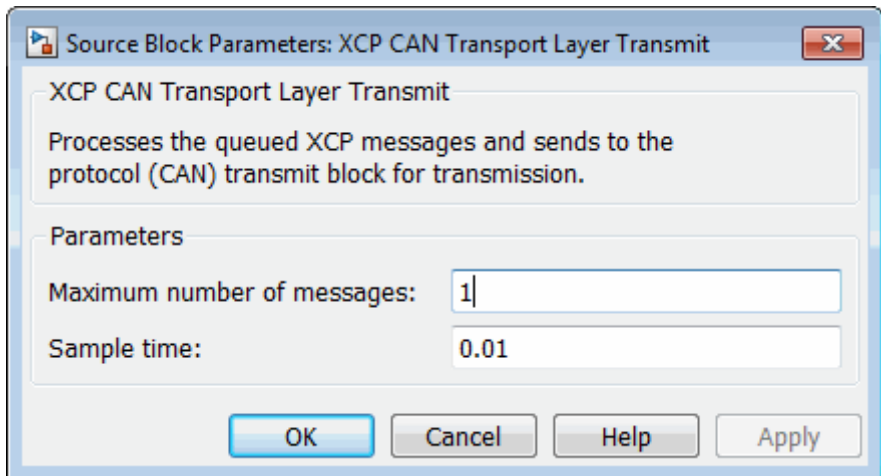 Source Block Parameters: XCP CAN Transport Layer Transmit
XCP CAN Transport Layer Transmit
Processes the queued XCP messages and sends to the
protocol (CAN) transmit block for transmission.
Parameters
Maximum number of messages: 1
Sample time: 0.01
OK Cancel Help Apply